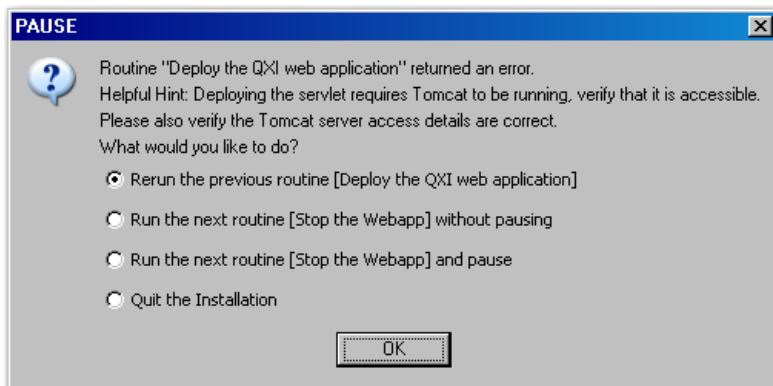 PAUSE
Routine "Deploy the QXI web application" returned an error.
Helpful Hint: Deploying the servlet requires Tomcat to be running, verify that it is accessible.
Please also verify the Tomcat server access details are correct.
What would you like to do?
Rerun the previous routine [Deploy the QXI web application]
Run the next routine [Stop the Webapp] without pausing
Run the next routine [Stop the Webapp] and pause
Quit the Installation
OK